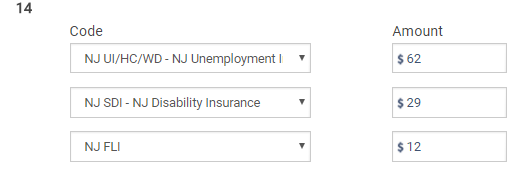 14
Code Amount
NJ UI/HC/WD - NJ Unemployment I $ 62
NJ SDI - NJ Disability Insurance $ 29
NJ FLI $ 12